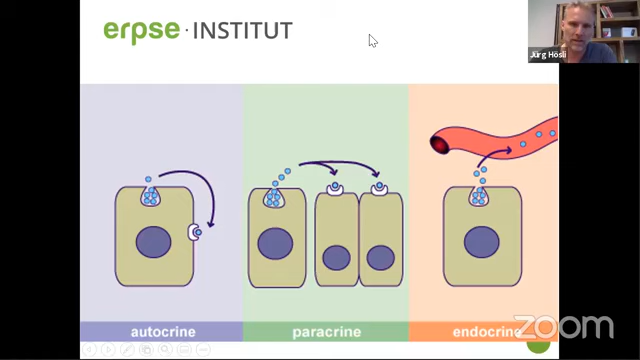 erpse · INSTITUT
Jürg Hösli
autocrine
paracrine
endocrine
zoom